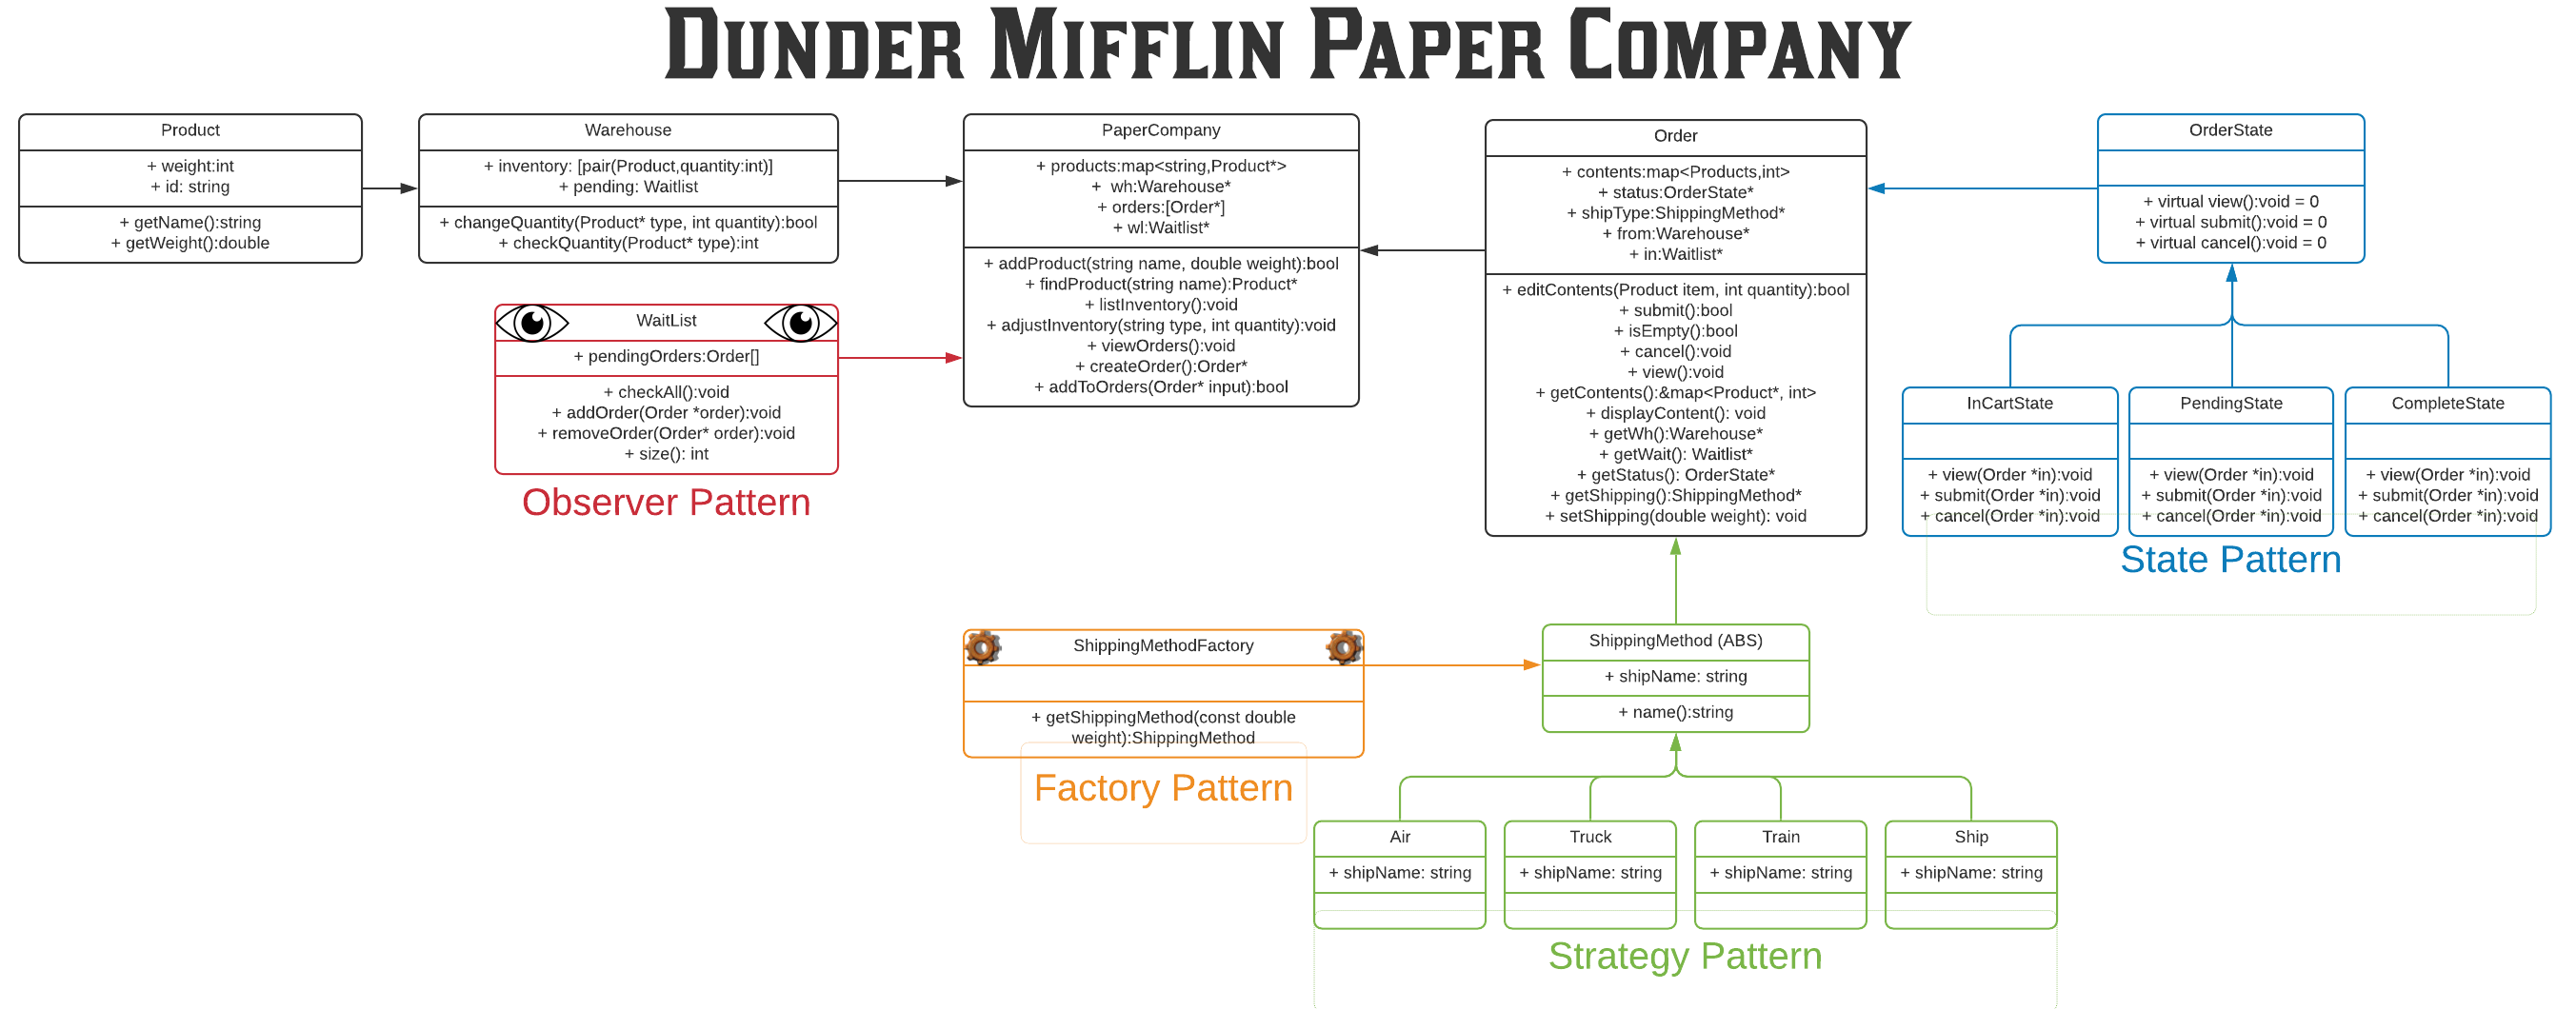 DUNDER MIFFLIN PAPER COMPANY
Product
+ weight:int
+ id: string
+ getName():string
+ getWeight():double
Warehouse
+ inventory: [pair(Product,quantity:int)]
+ pending: Waitlist
+ changeQuantity(Product* type, int quantity):bool
+ checkQuantity(Product* type):int
WaitList
+ pendingOrders:Order[]
+ checkAll():void
+ addOrder(Order *order):void
+ removeOrder(Order* order):void
+ size(): int
Observer Pattern
PaperCompany
+ products:map<string,Product*>
+ wh:Warehouse*
+ orders:[Order*]
+ wl:Waitlist*
+ addProduct(string name, double weight):bool
+ findProduct(string name):Product*
+ listInventory():void
+ adjustInventory(string type, int quantity):void
+ viewOrders():void
+ createOrder():Order*
+ addToOrders(Order* input):bool
Order
+ contents:map<Products,int>
+ status:OrderState*
+ shipType:ShippingMethod*
+ from:Warehouse*
+ in:Waitlist*
+ editContents(Product item, int quantity):bool
+ submit():bool
+ isEmpty():bool
+ cancel():void
+ view():void
+ getContents():&map<Product*, int>
+ displayContent(): void
+ getWh():Warehouse*
+ getWait(): Waitlist*
+ getStatus(): OrderState*
+ getShipping():ShippingMethod*
+ setShipping(double weight): void
OrderState
+ virtual view():void = 0
+ virtual submit():void = 0
+ virtual cancel():void = 0
InCartState
+ view(Order *in):void
+ submit(Order *in):void
+ cancel(Order *in):void
PendingState
+ view(Order *in):void
+ submit(Order *in):void
+ cancel(Order *in):void
CompleteState
+ view(Order *in):void
+ submit(Order *in):void
+ cancel(Order *in):void
State Pattern
ShippingMethodFactory
+ getShippingMethod(const double
weight):ShippingMethod
Factory Pattern
ShippingMethod (ABS)
+ shipName: string
+ name():string
Air
+ shipName: string
Truck
+ shipName: string
Train
+ shipName: string
Ship
+ shipName: string
Strategy Pattern